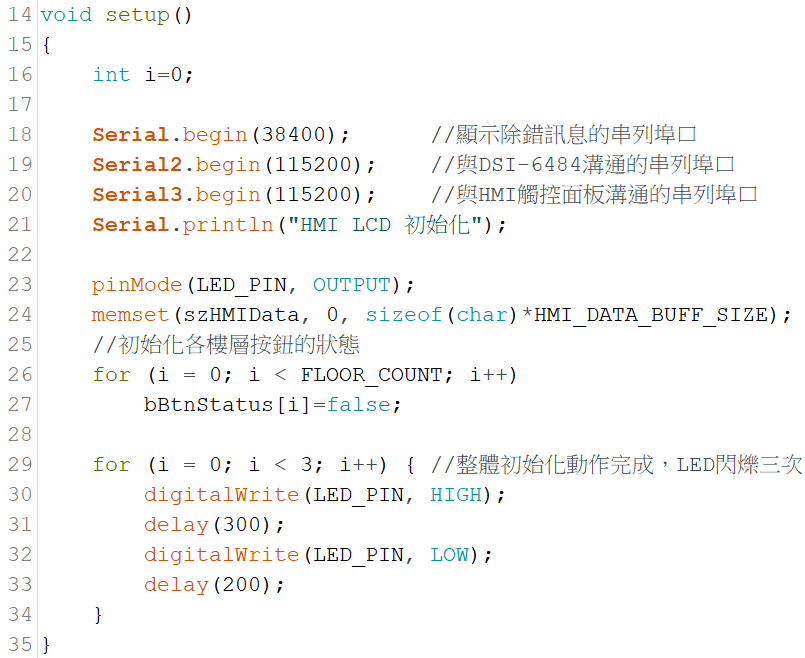 14 void setup()
15 {
16     int i=0;
17
18     Serial.begin(38400);      //顯示除錯訊息的串列埠口
19     Serial2.begin(115200);    //與DSI-6484溝通的串列埠口
20     Serial3.begin(115200);    //與HMI觸控面板溝通的串列埠口
21     Serial.println("HMI LCD 初始化");
22
23     pinMode(LED_PIN, OUTPUT);
24     memset(szHMIData, 0, sizeof(char)*HMI_DATA_BUFF_SIZE);
25     //初始化各樓層按鈕的狀態
26     for (i = 0; i < FLOOR_COUNT; i++)
27         bBtnStatus[i]=false;
28
29     for (i = 0; i < 3; i++) { //整體初始化動作完成，LED閃爍三次
30         digitalWrite(LED_PIN, HIGH);
31         delay(300);
32         digitalWrite(LED_PIN, LOW);
33         delay(200);
34     }
35 }